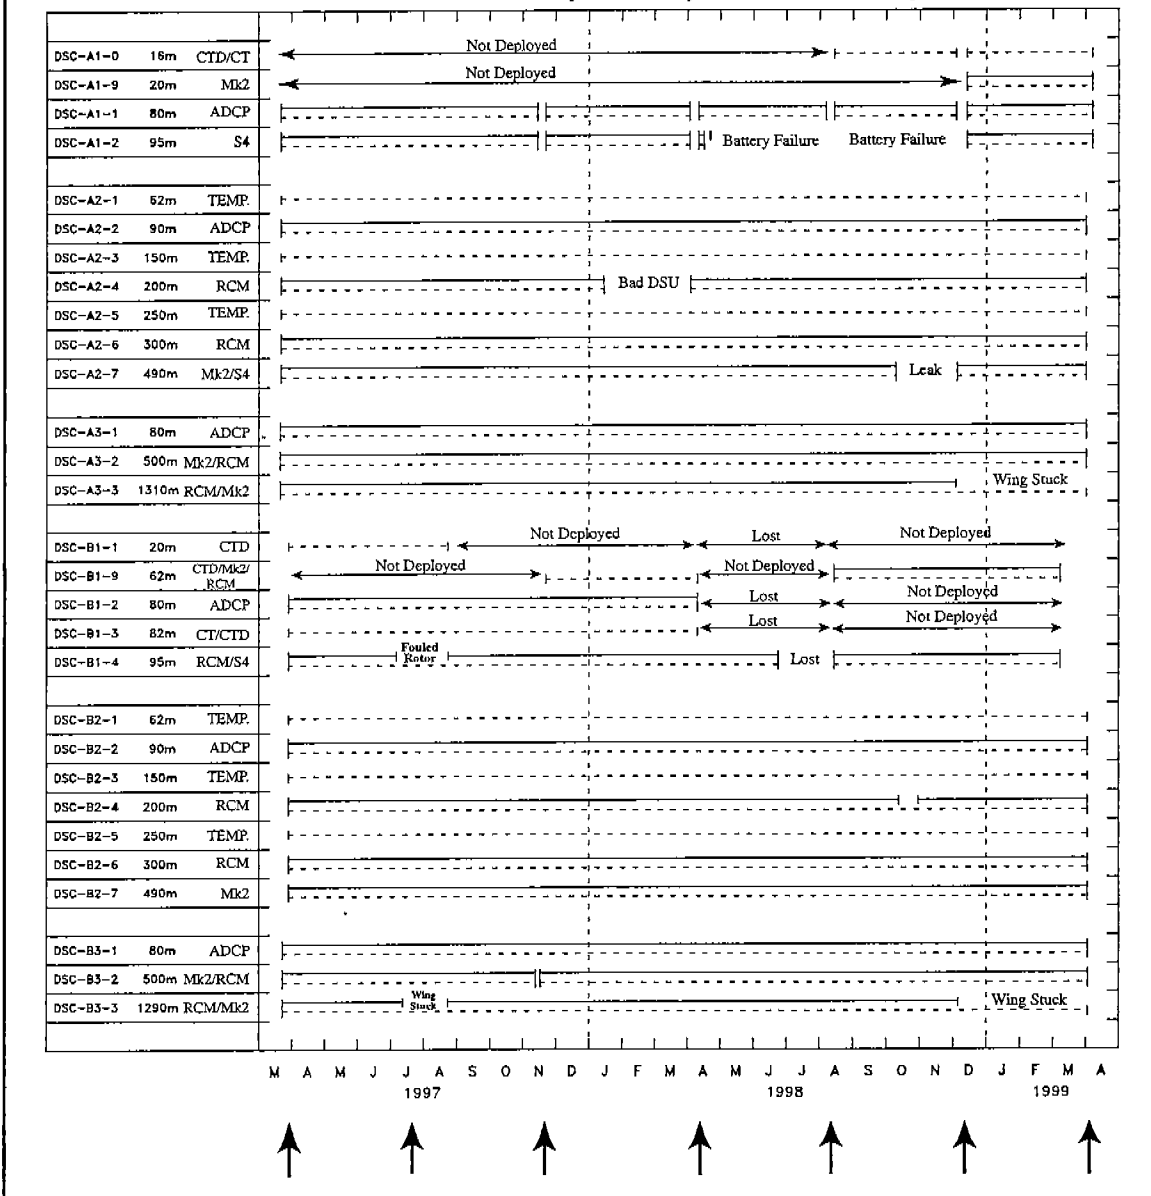 DSC-A1-0 16m CTD/CT Not Deployed
DSC-A1-9 20m Mk2 Not Deployed
DSC-A1-1 80m ADCP
DSC-A1-2 95m S4 Battery Failure Battery Failure
DSC-A2-1 62m TEMP.
DSC-A2-2 90m ADCP
DSC-A2-3 150m TEMP.
DSC-A2-4 200m RCM Bad DSU
DSC-A2-5 250m TEMP.
DSC-A2-6 300m RCM
DSC-A2-7 490m Mk2/S4 Leak
DSC-A3-1 80m ADCP
DSC-A3-2 500m Mk2/RCM
DSC-A3-3 1310m RCM/Mk2 Wing Stuck
DSC-B1-1 20m CTD Not Deployed Lost Not Deployed
DSC-B1-9 62m CTD/Mk2/ Not Deployed Not Deployed
RCM
DSC-B1-2 80m ADCP Lost Not Deployed
DSC-B1-3 82m CT/CTD Lost Not Deployed
DSC-B1-4 95m RCM/S4 Fouled Lost
Rotor
DSC-B2-1 62m TEMP.
DSC-B2-2 90m ADCP
DSC-B2-3 150m TEMP.
DSC-B2-4 200m RCM
DSC-B2-5 250m TEMP.
DSC-B2-6 300m RCM
DSC-B2-7 490m Mk2
DSC-B3-1 80m ADCP
DSC-B3-2 500m Mk2/RCM
DSC-B3-3 1290m RCM/Mk2 Wing Wing Stuck
Stuck
M A M J J A S O N D J F M A M J J A S O N D J F M A
1997 1998 1999